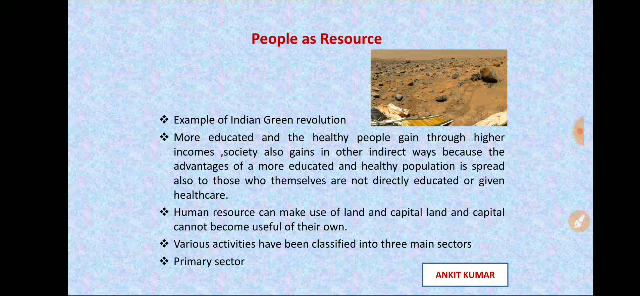 People as Resource
❖ Example of Indian Green revolution
❖ More educated and the healthy people gain through higher
incomes ,society also gains in other indirect ways because the
advantages of a more educated and healthy population is spread
also to those who themselves are not directly educated or given
healthcare.
❖ Human resource can make use of land and capital land and capital
cannot become useful of their own.
❖ Various activities have been classified into three main sectors
❖ Primary sector
ANKIT KUMAR